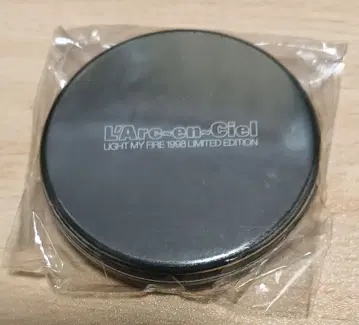 L'Arc~en~Ciel
LIGHT MY FIRE 1998 LIMITED EDITION